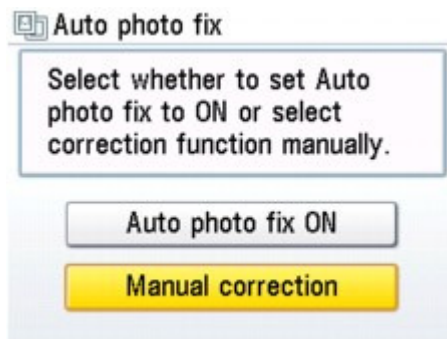 Auto photo fix
Select whether to set Auto
photo fix to ON or select
correction function manually.
Auto photo fix ON
Manual correction